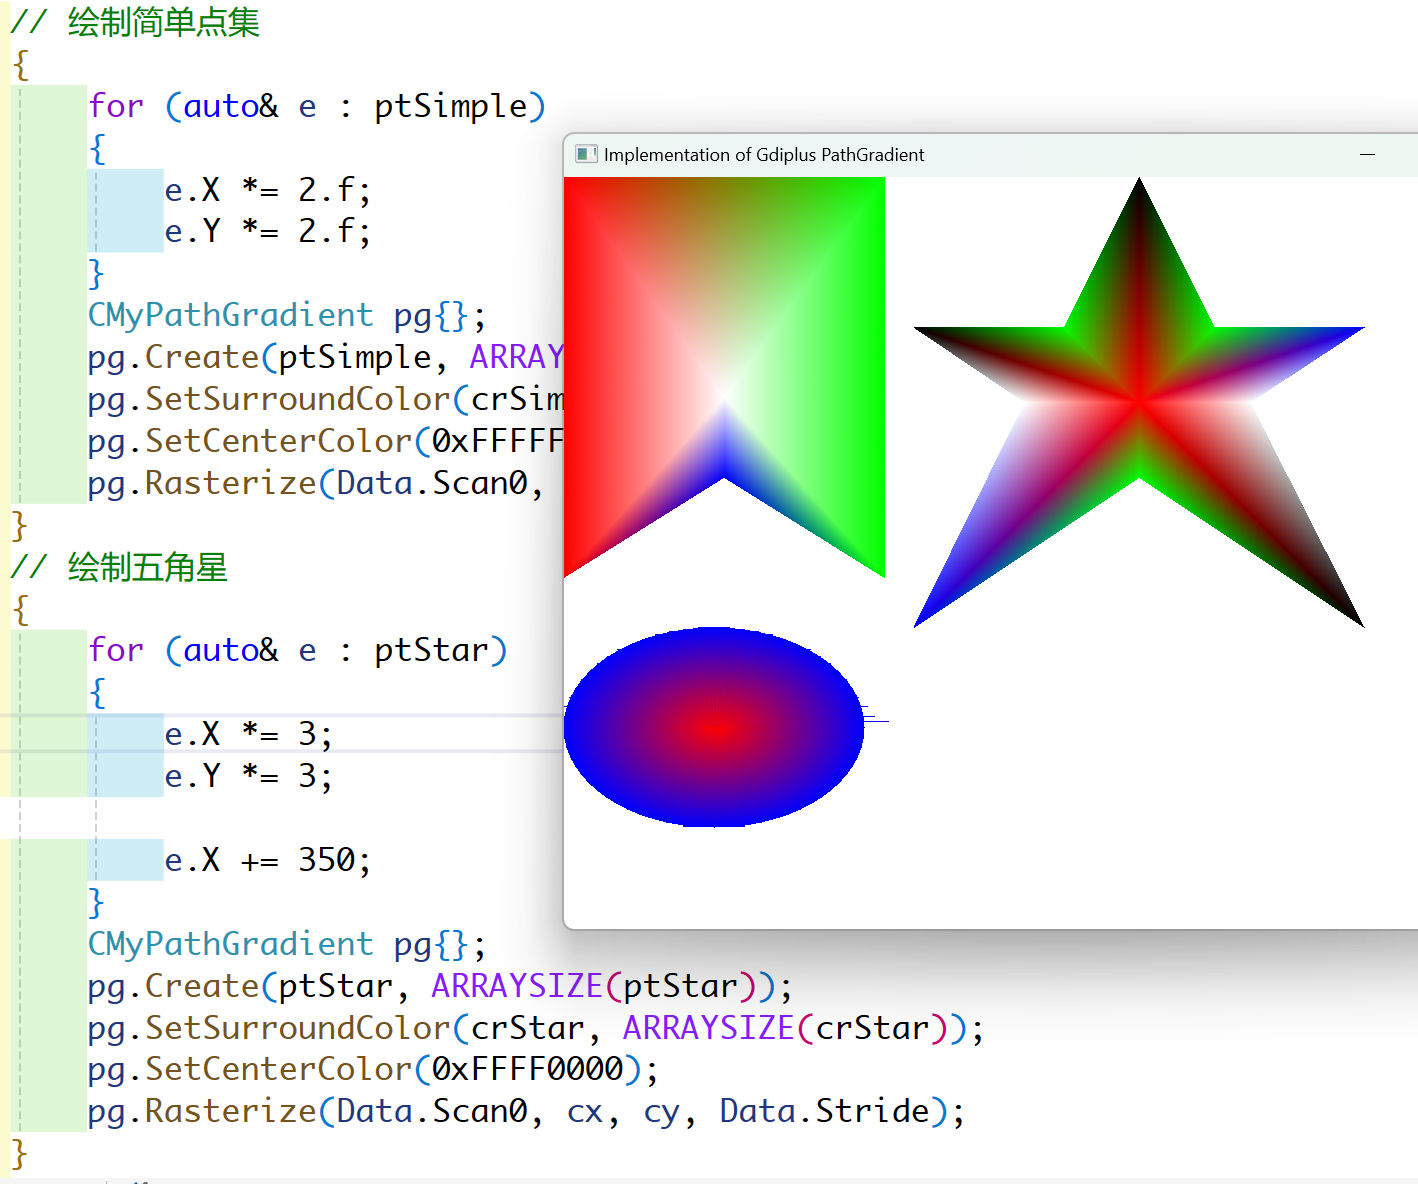 // 绘制简单点集
{
for (auto& e : ptSimple)
{
e.X *= 2.f;
e.Y *= 2.f;
}
CMyPathGradient pg{};
pg.Create(ptSimple, ARRAY
pg.SetSurroundColor(crSim
pg.SetCenterColor(0xFFFFF
pg.Rasterize(Data.Scan0,
}
// 绘制五角星
{
for (auto& e : ptStar)
{
e.X *= 3;
e.Y *= 3;
e.X += 350;
}
CMyPathGradient pg{};
pg.Create(ptStar, ARRAYSIZE(ptStar));
pg.SetSurroundColor(crStar, ARRAYSIZE(crStar));
pg.SetCenterColor(0xFFFF0000);
pg.Rasterize(Data.Scan0, cx, cy, Data.Stride);
}
Implementation of Gdiplus PathGradient